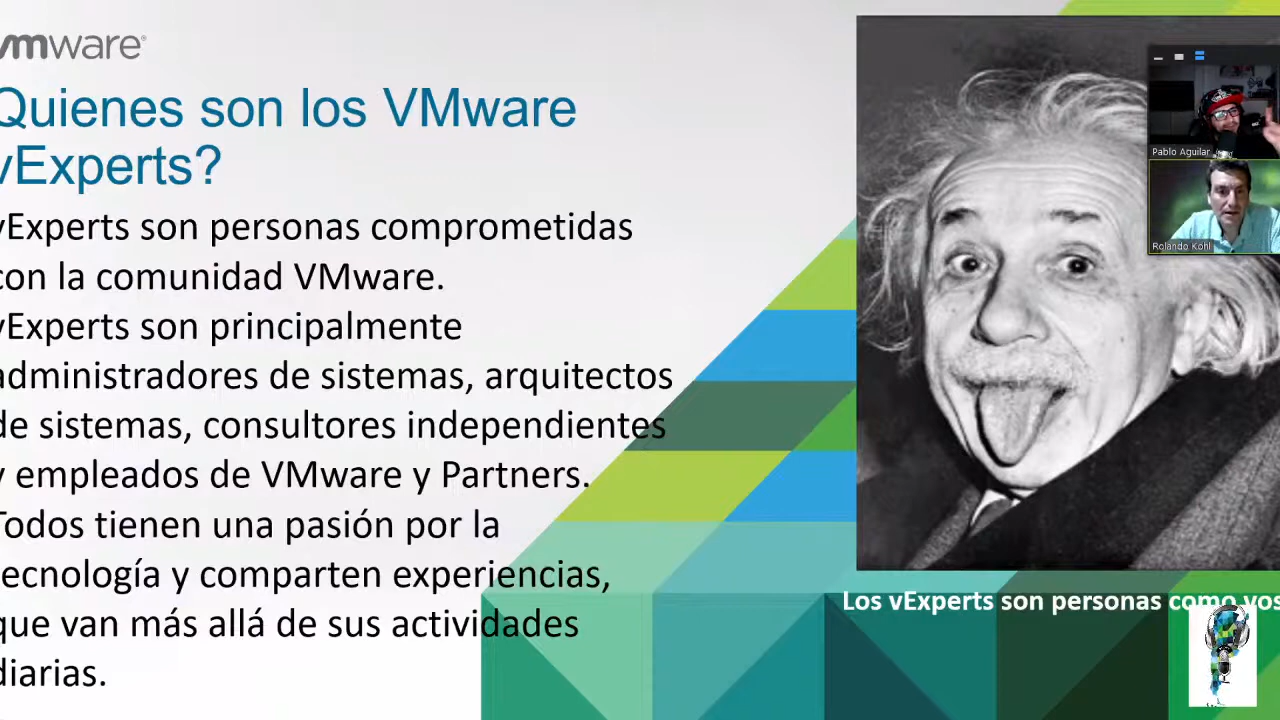 vmware®
Quienes son los VMware
vExperts?
vExperts son personas comprometidas
con la comunidad VMware.
vExperts son principalmente
administradores de sistemas, arquitectos
de sistemas, consultores independientes
y empleados de VMware y Partners.
Todos tienen una pasión por la
tecnología y comparten experiencias,
que van más allá de sus actividades
diarias.
Pablo Aguilar
Rolando Kohl
Los vExperts son personas como vos